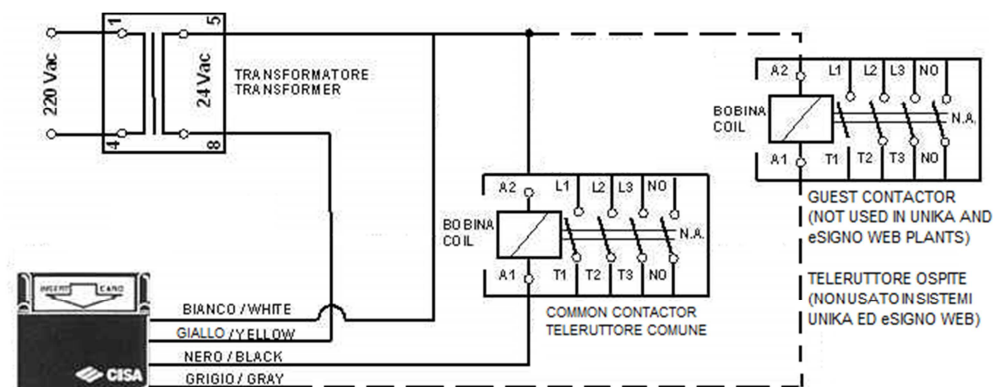 1
5
220 Vac
24 Vac
4
8
TRANSFORMATORE
TRANSFORMER
A2
L1
L2
L3
NO
BOBINA
COIL
N.A.
A1
T1
T2
T3
NO
GUEST CONTACTOR
(NOT USED IN UNIKA AND
eSIGNO WEB PLANTS)
TELERUTTORE OSPITE
(NON USATO IN SISTEMI
UNIKA ED eSIGNO WEB)
A2
L1
L2
L3
NO
BOBINA
COIL
N.A.
A1
T1
T2
T3
NO
COMMON CONTACTOR
TELERUTTORE COMUNE
INSERT CARD
CISA
BIANCO / WHITE
GIALLO / YELLOW
NERO / BLACK
GRIGIO / GRAY